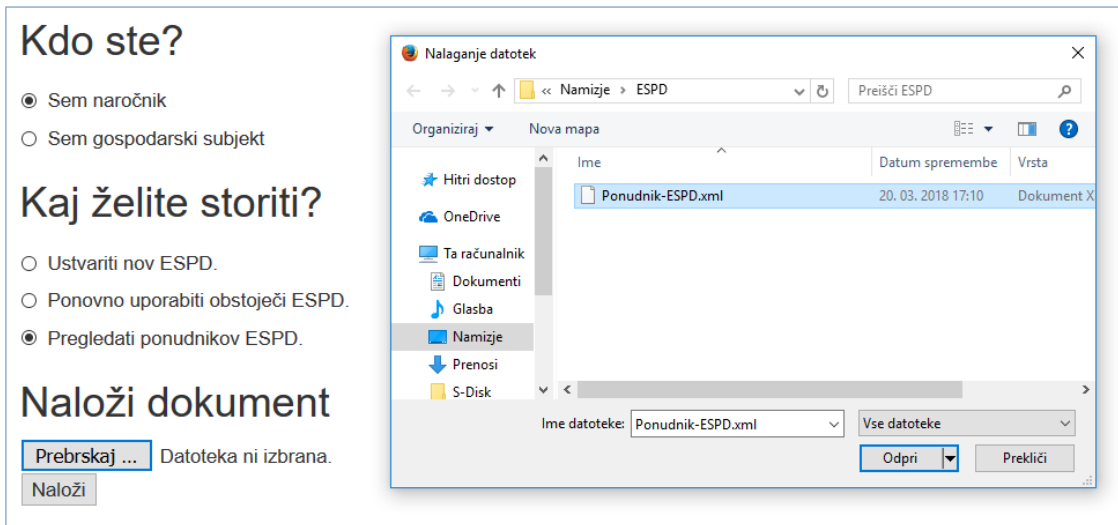 Kdo ste?
Sem naročnik
Sem gospodarski subjekt
Kaj želite storiti?
Ustvariti nov ESPD.
Ponovno uporabiti obstoječi ESPD.
Pregledati ponudnikov ESPD.
Naloži dokument
Prebrskaj ... Datoteka ni izbrana.
Naloži
Nalaganje datotek
« Namizje › ESPD
Preišči ESPD
Organiziraj
Nova mapa
Ime Datum spremembe Vrsta
Ponudnik-ESPD.xml 20. 03. 2018 17:10 Dokument X
Hitri dostop
OneDrive
Ta računalnik
Dokumenti
Glasba
Namizje
Prenosi
S-Disk
Ime datoteke: Ponudnik-ESPD.xml Vse datoteke
Odpri Prekliči